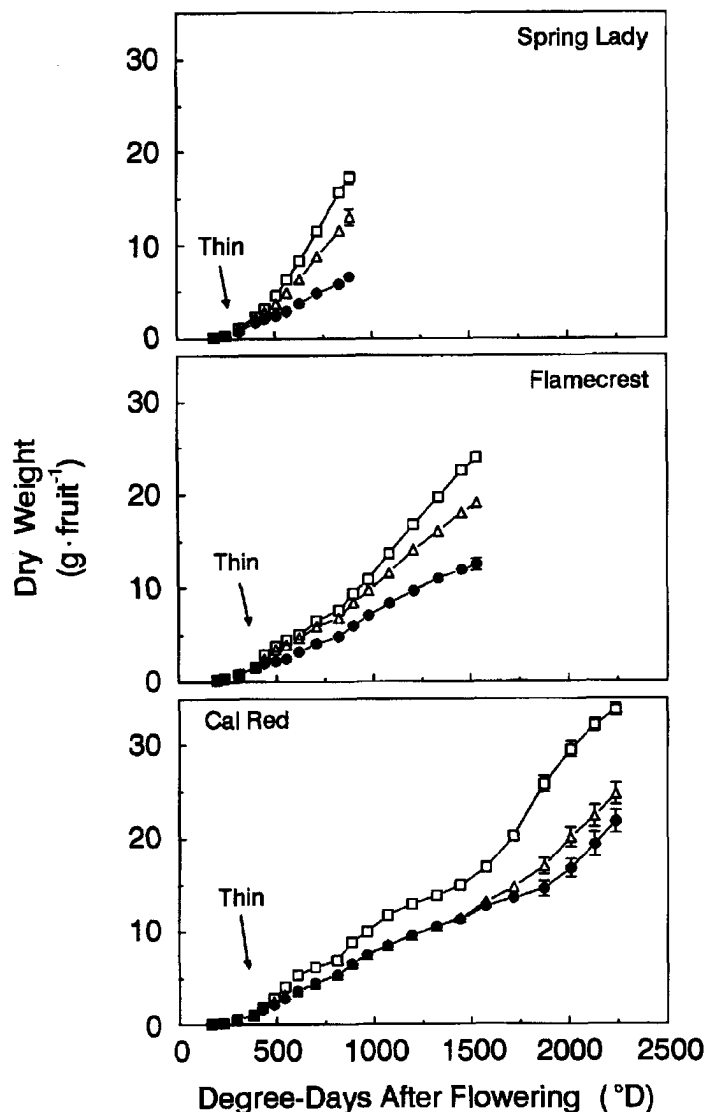 Spring Lady
30
20
10
0
Thin
Flamecrest
30
20
10
0
Thin
Dry Weight
(g·fruit⁻¹)
Cal Red
30
20
10
0
Thin
0 500 1000 1500 2000 2500
Degree-Days After Flowering (°D)